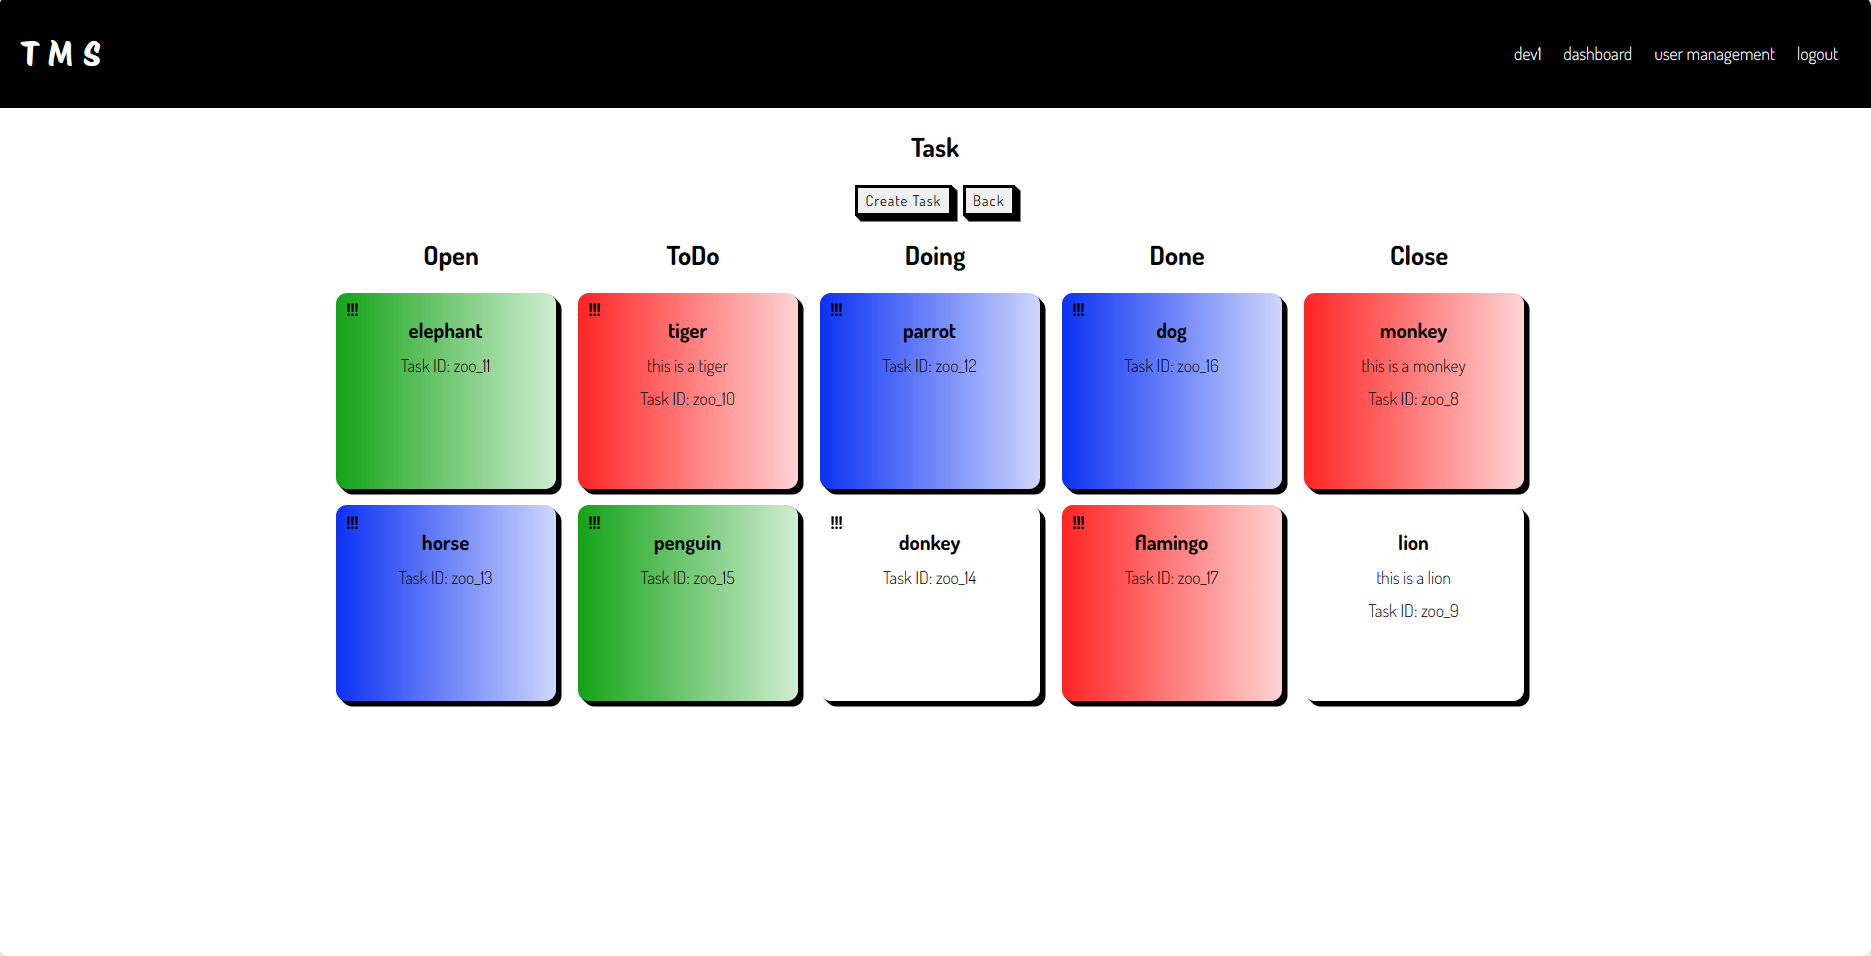 TMS
dev1 dashboard user management logout
Task
Create Task Back
Open ToDo Doing Done Close
!!!
elephant
Task ID: zoo_11
!!!
tiger
this is a tiger
Task ID: zoo_10
!!!
parrot
Task ID: zoo_12
!!!
dog
Task ID: zoo_16
monkey
this is a monkey
Task ID: zoo_8
!!!
horse
Task ID: zoo_13
!!!
penguin
Task ID: zoo_15
!!!
donkey
Task ID: zoo_14
!!!
flamingo
Task ID: zoo_17
lion
this is a lion
Task ID: zoo_9